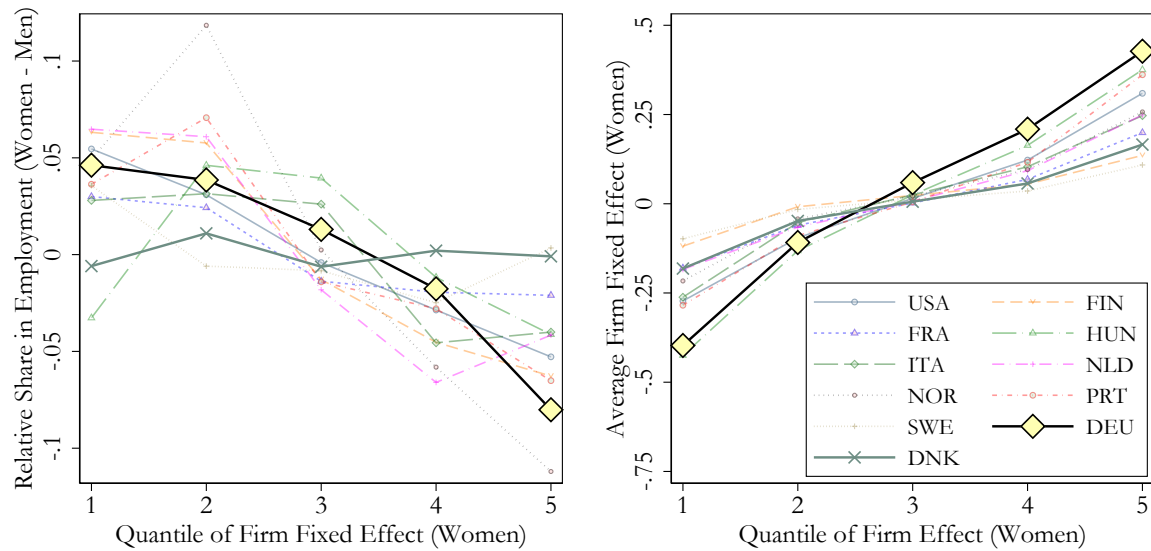 Relative Share in Employment (Women - Men)
.1
.05
0
-.05
-.1
1 2 3 4 5
Quantile of Firm Fixed Effect (Women)
Average Firm Fixed Effect (Women)
.5
.25
0
-.25
-.5
-.75
1 2 3 4 5
Quantile of Firm Effect (Women)
USA FIN
FRA HUN
ITA NLD
NOR PRT
SWE DEU
DNK